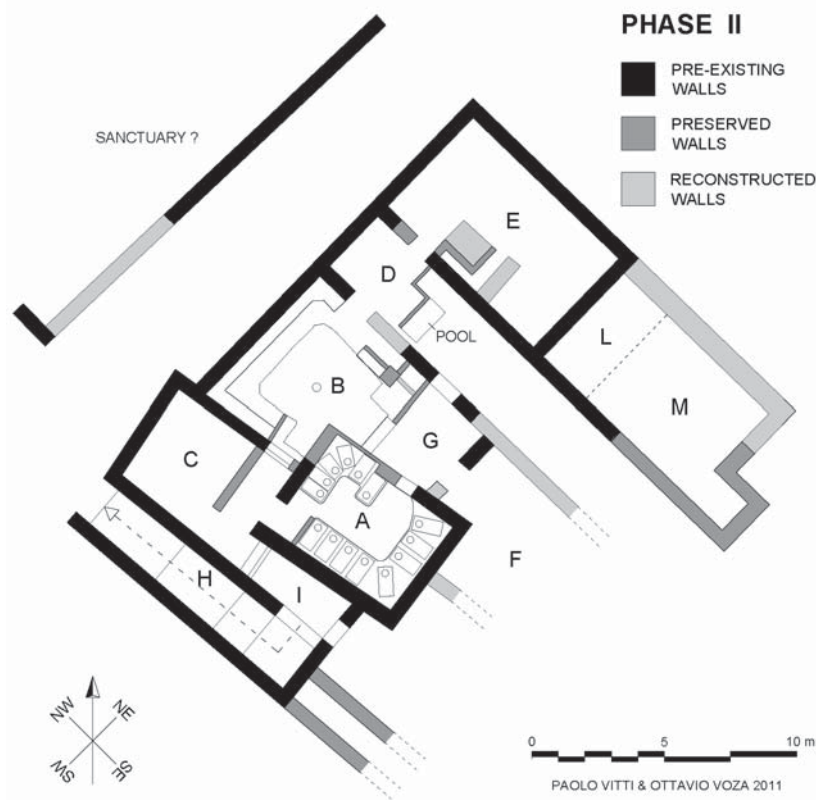 PHASE II
PRE-EXISTING
WALLS
PRESERVED
WALLS
RECONSTRUCTED
WALLS
SANCTUARY ?
E
D
L
POOL
B
M
G
C
A
F
H
I
NW
NE
SW
SE
0
5
10 m
PAOLO VITTI & OTTAVIO VOZA 2011